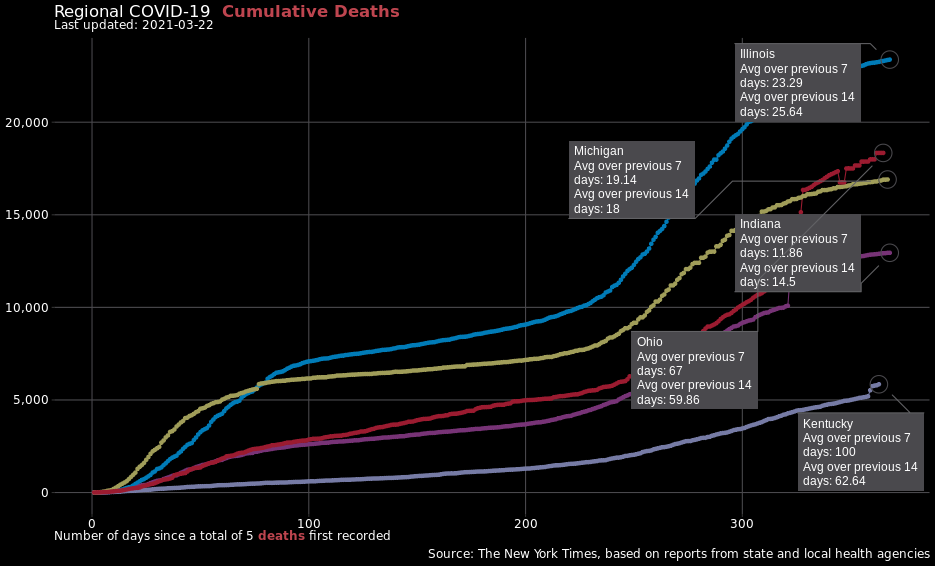 Regional COVID-19 Cumulative Deaths
Last updated: 2021-03-22
Illinois
Avg over previous 7
days: 23.29
Avg over previous 14
days: 25.64
20,000
Michigan
Avg over previous 7
days: 19.14
Avg over previous 14
days: 18
15,000
Indiana
Avg over previous 7
days: 11.86
Avg over previous 14
days: 14.5
10,000
Ohio
Avg over previous 7
days: 67
Avg over previous 14
days: 59.86
5,000
Kentucky
Avg over previous 7
days: 100
Avg over previous 14
days: 62.64
0
0 100 200 300
Number of days since a total of 5 deaths first recorded
Source: The New York Times, based on reports from state and local health agencies